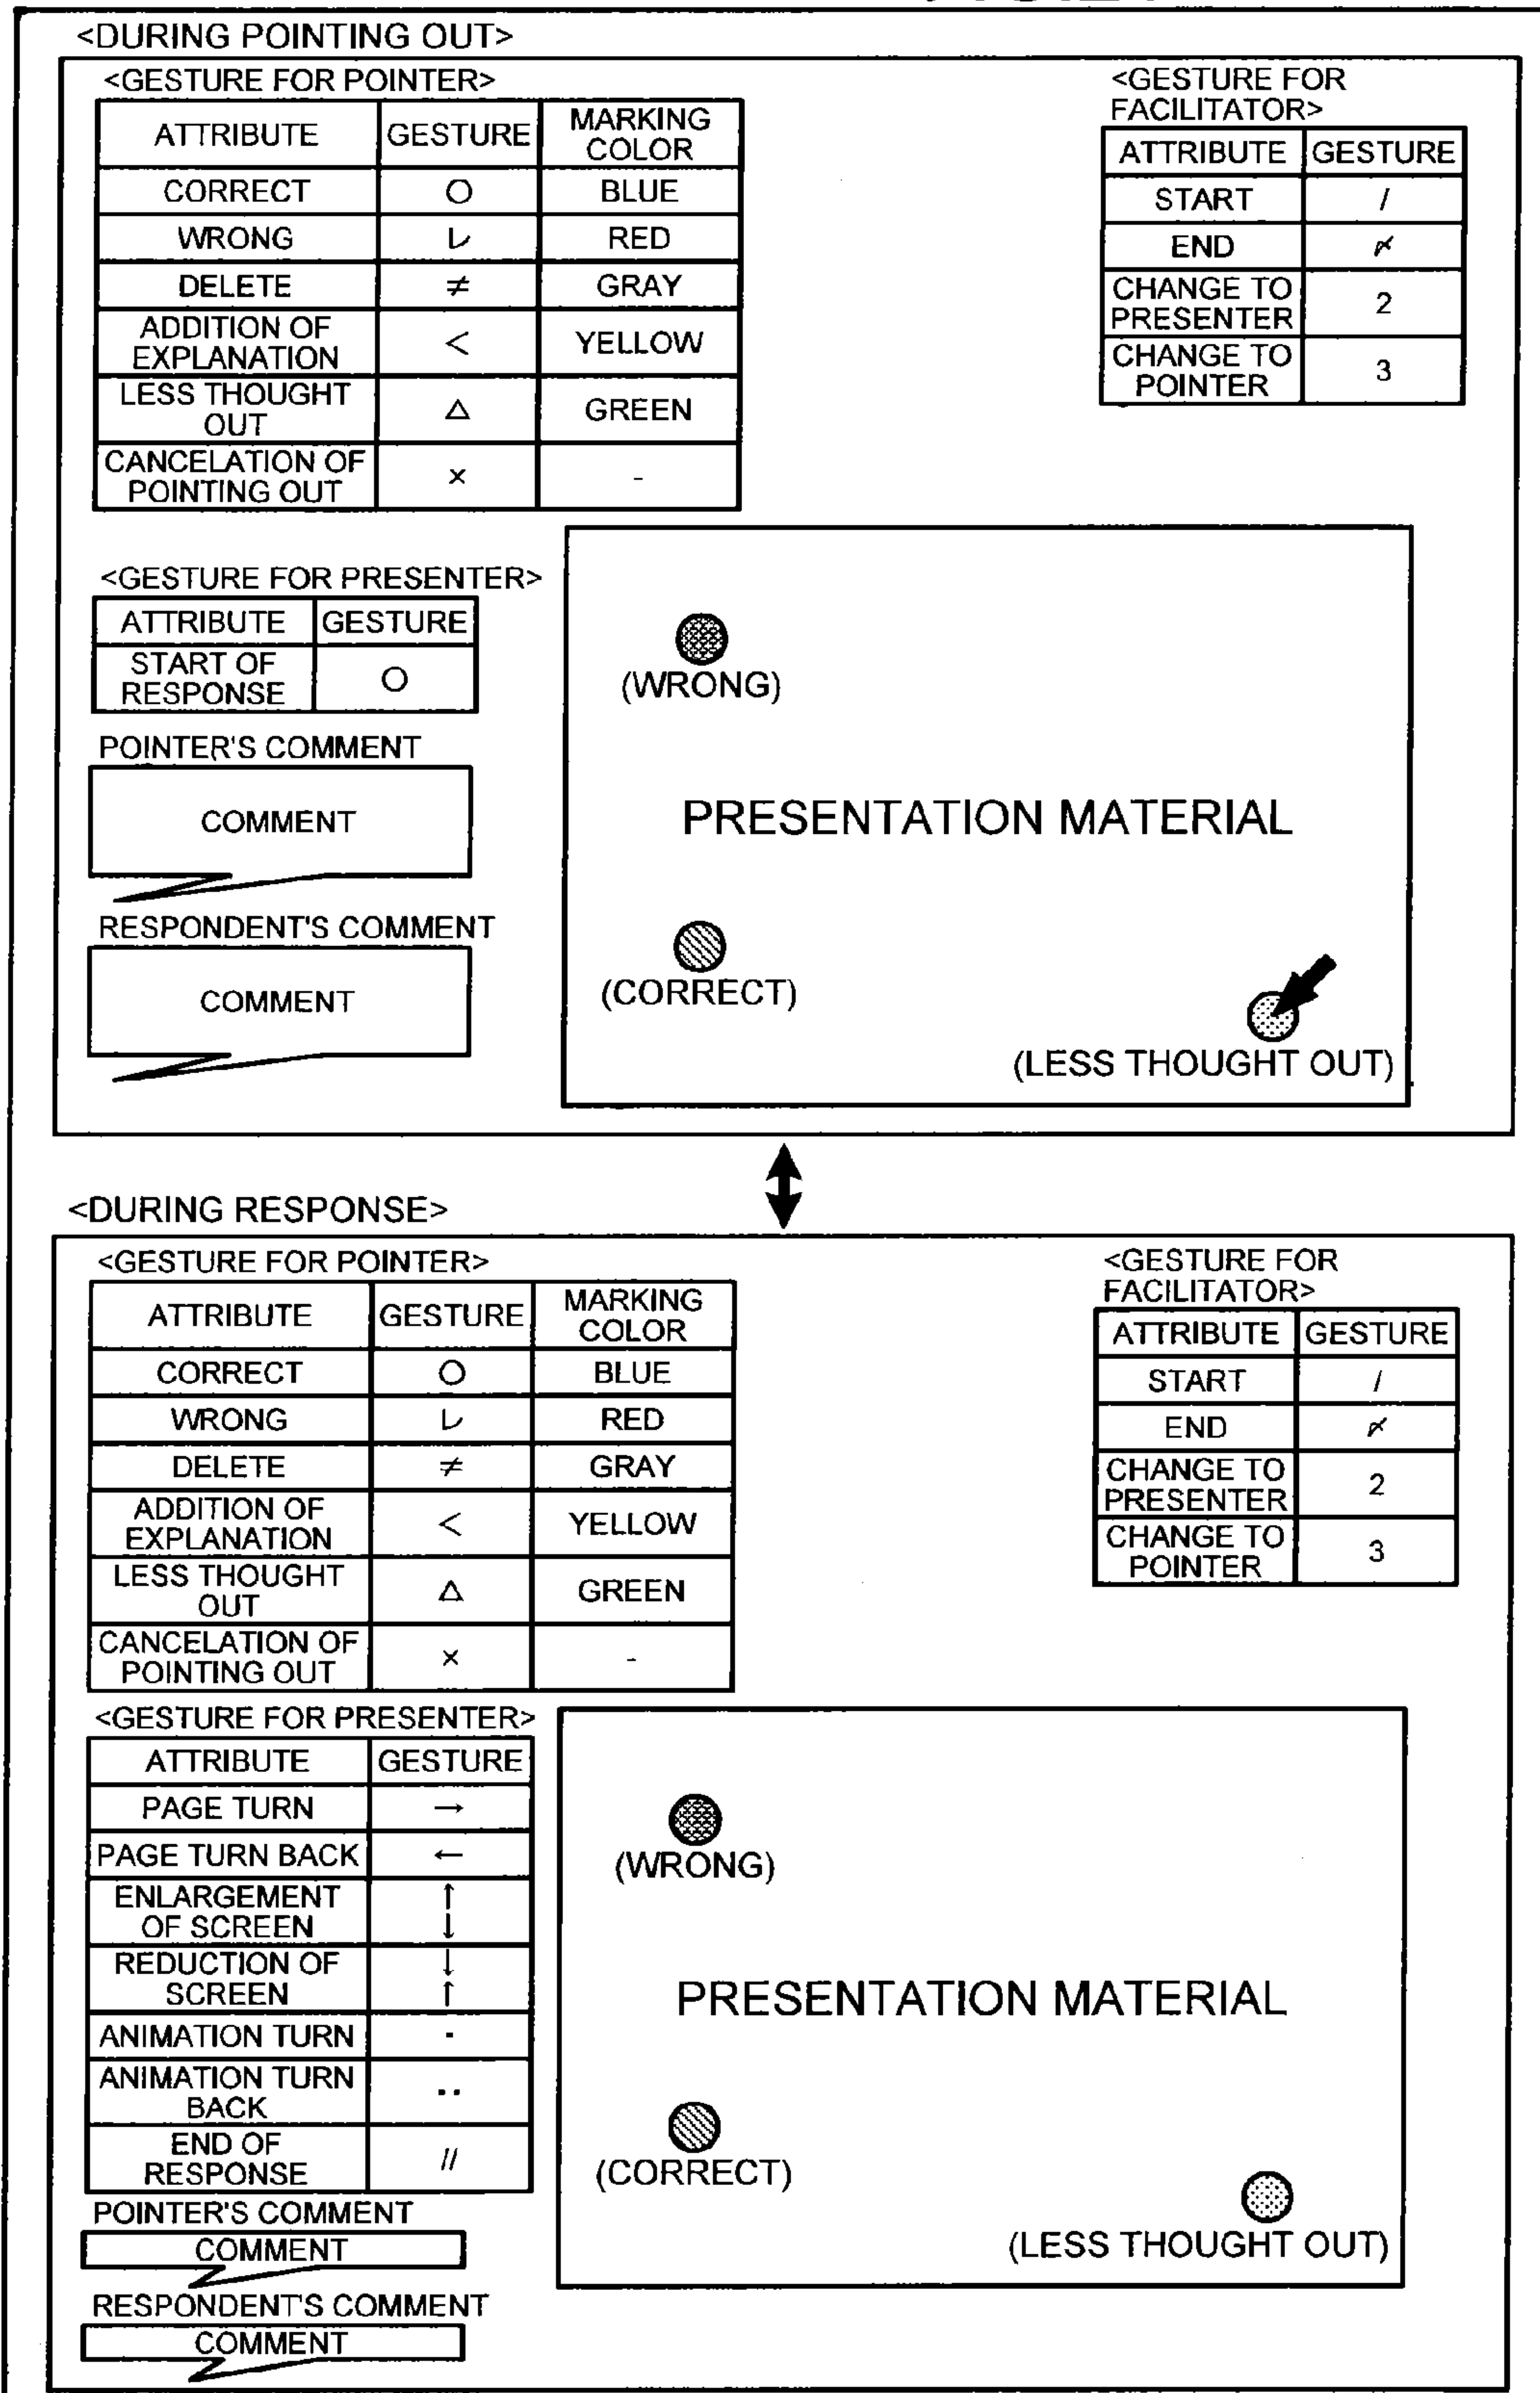 <DURING POINTING OUT>
<GESTURE FOR POINTER>
ATTRIBUTE GESTURE MARKING COLOR
CORRECT ○ BLUE
WRONG レ RED
DELETE ≠ GRAY
ADDITION OF EXPLANATION < YELLOW
LESS THOUGHT OUT △ GREEN
CANCELATION OF POINTING OUT × -
<GESTURE FOR FACILITATOR>
ATTRIBUTE GESTURE
START /
END
CHANGE TO PRESENTER 2
CHANGE TO POINTER 3
<GESTURE FOR PRESENTER>
ATTRIBUTE GESTURE
START OF RESPONSE ○
POINTER'S COMMENT
COMMENT
RESPONDENT'S COMMENT
COMMENT
(WRONG)
PRESENTATION MATERIAL
(CORRECT)
(LESS THOUGHT OUT)
<DURING RESPONSE>
<GESTURE FOR POINTER>
ATTRIBUTE GESTURE MARKING COLOR
CORRECT ○ BLUE
WRONG レ RED
DELETE ≠ GRAY
ADDITION OF EXPLANATION < YELLOW
LESS THOUGHT OUT △ GREEN
CANCELATION OF POINTING OUT × -
<GESTURE FOR FACILITATOR>
ATTRIBUTE GESTURE
START /
END
CHANGE TO PRESENTER 2
CHANGE TO POINTER 3
<GESTURE FOR PRESENTER>
ATTRIBUTE GESTURE
PAGE TURN →
PAGE TURN BACK ←
ENLARGEMENT OF SCREEN ↑ ↓
REDUCTION OF SCREEN ↓ ↑
ANIMATION TURN ·
ANIMATION TURN BACK ··
END OF RESPONSE //
POINTER'S COMMENT
COMMENT
RESPONDENT'S COMMENT
COMMENT
(WRONG)
PRESENTATION MATERIAL
(CORRECT)
(LESS THOUGHT OUT)